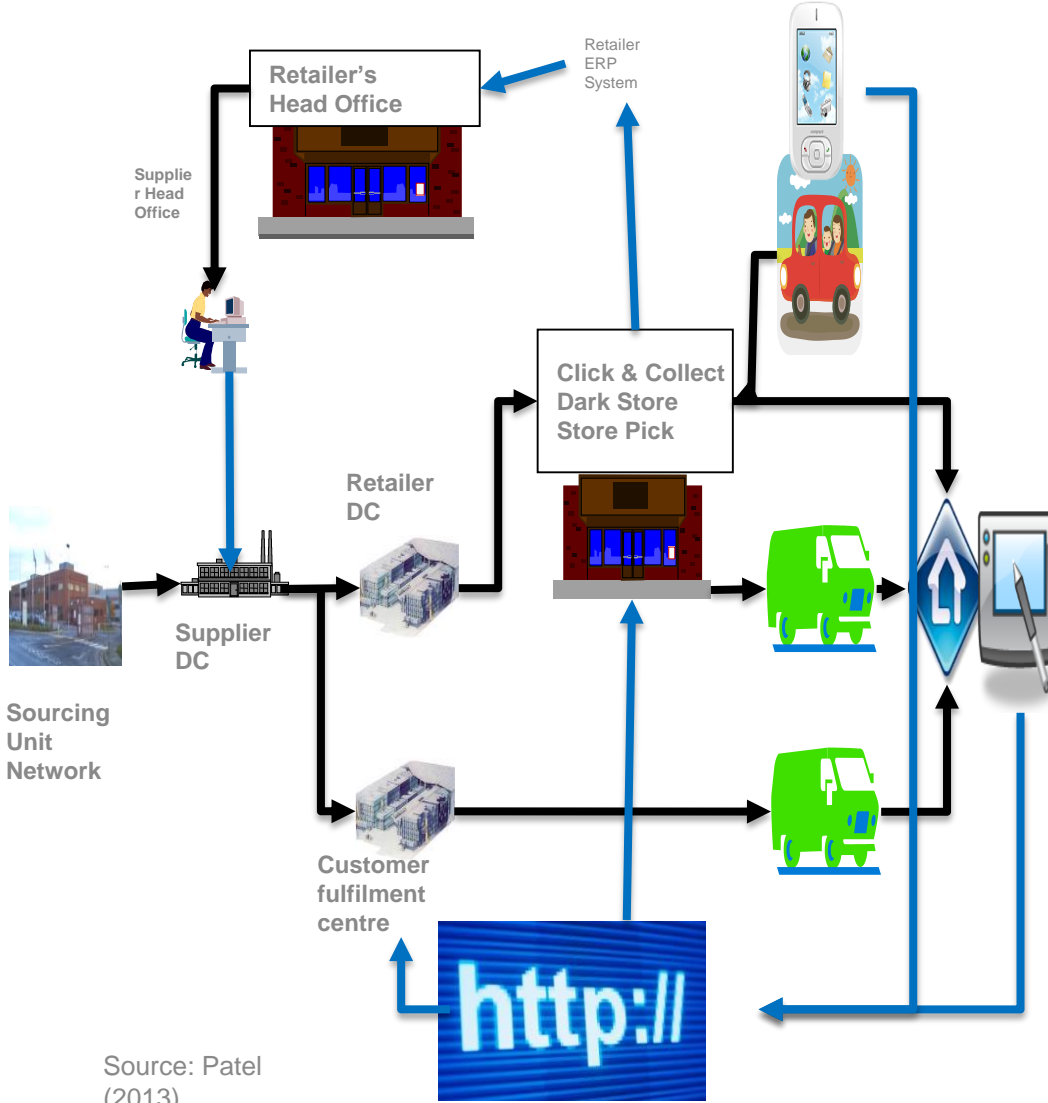 Retailer
ERP
System
Retailer's
Head Office
Supplie
r Head
Office
Click & Collect
Dark Store
Store Pick
Retailer
DC
Supplier
DC
Sourcing
Unit
Network
Customer
fulfilment
centre
http://
Source: Patel
(2013)